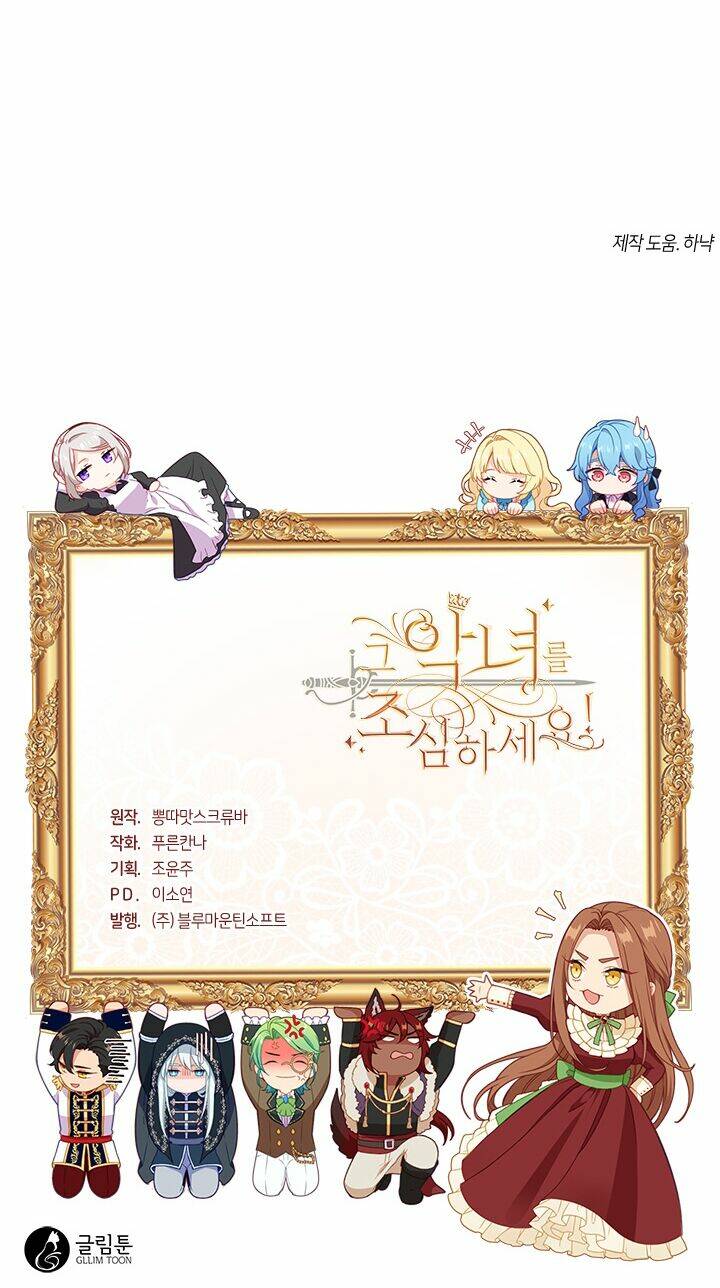 제작 도움. 하냑
그 악녀를
조심하세요!
원작. 뽕따맛스크류바
작화. 푸른칸나
기획. 조윤주
PD. 이소연
발행. (주)블루마운틴소프트
글림툰
GLLIM TOON